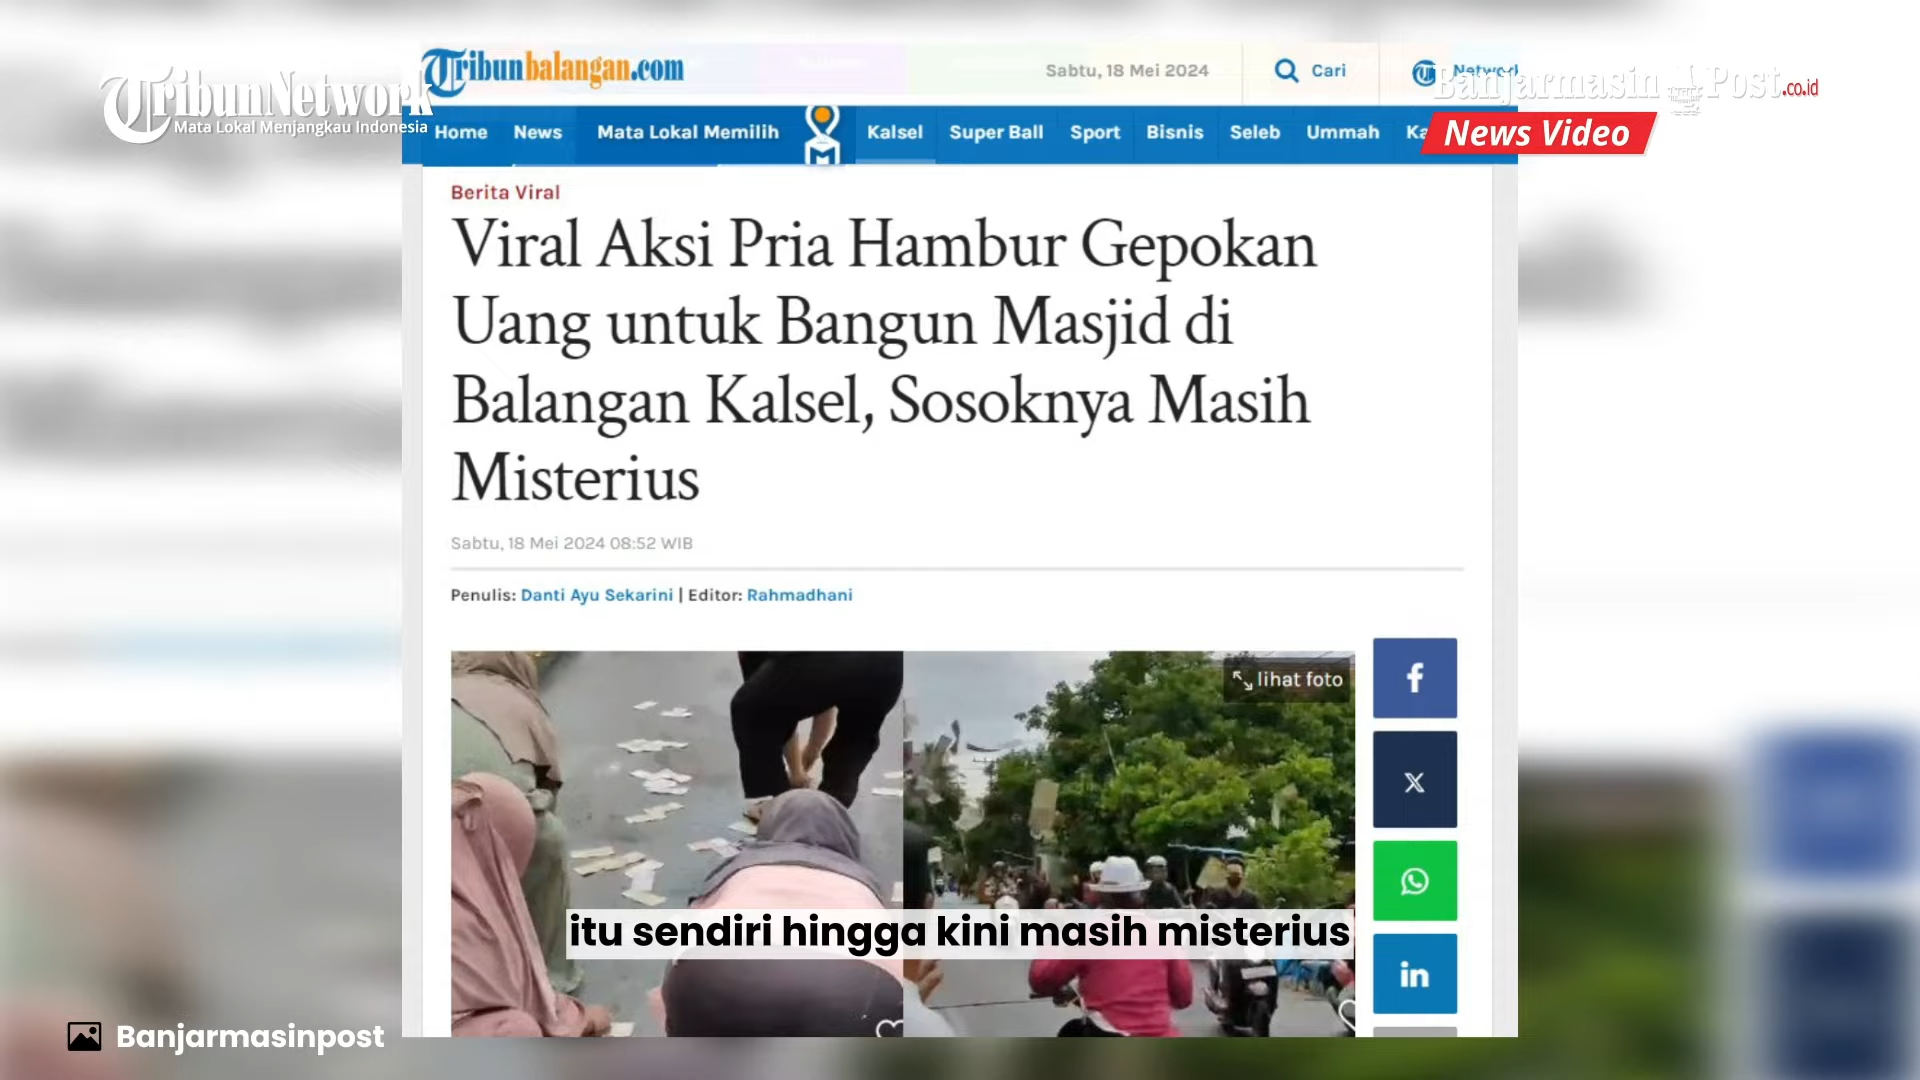 TribunNetwork
Mata Lokal Menjangkau Indonesia
Tribunbalangan.com
Sabtu, 18 Mei 2024
Cari
Network
Banjarmasin Post.co.id
News Video
Home
News
Mata Lokal Memilih
Kalsel
Super Ball
Sport
Bisnis
Seleb
Ummah
Ka
Berita Viral
Viral Aksi Pria Hambur Gepokan
Uang untuk Bangun Masjid di
Balangan Kalsel, Sosoknya Masih
Misterius
Sabtu, 18 Mei 2024 08:52 WIB
Penulis: Danti Ayu Sekarini | Editor: Rahmadhani
lihat foto
itu sendiri hingga kini masih misterius
Banjarmasinpost